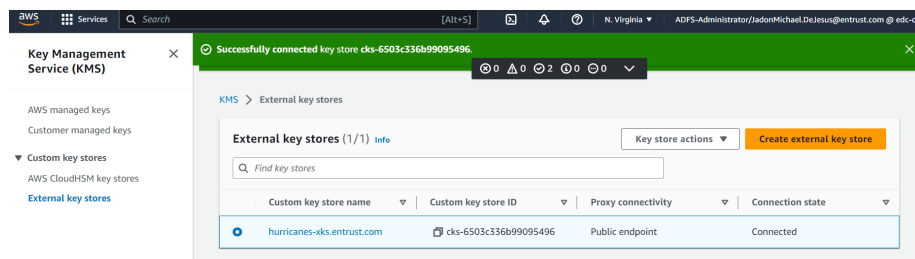 aws Services Search [Alt+S] N. Virginia ADFS-Administrator/JadonMichael.DeJesus@entrust.com @ edc-c
Key Management Service (KMS)
AWS managed keys
Customer managed keys
Custom key stores
AWS CloudHSM key stores
External key stores
Successfully connected key store cks-6503c336b99095496.
0 0 2 0 0
KMS > External key stores
External key stores (1/1) Info Key store actions Create external key store
Find key stores
Custom key store name Custom key store ID Proxy connectivity Connection state
hurricanes-xks.entrust.com cks-6503c336b99095496 Public endpoint Connected